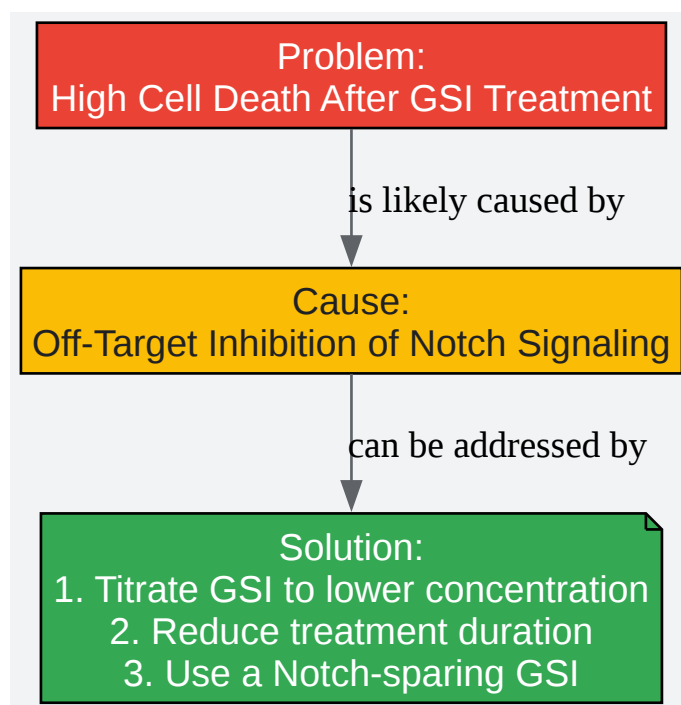 Problem:
High Cell Death After GSI Treatment
is likely caused by
Cause:
Off-Target Inhibition of Notch Signaling
can be addressed by
Solution:
1. Titrate GSI to lower concentration
2. Reduce treatment duration
3. Use a Notch-sparing GSI